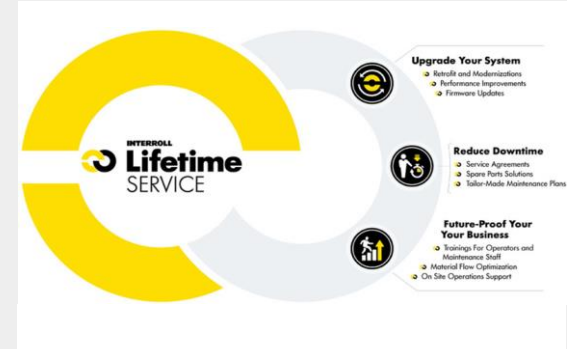 INTERROLL
Lifetime
SERVICE
Upgrade Your System
Retrofit and Modernizations
Performance Improvements
Firmware Updates
Reduce Downtime
Service Agreements
Spare Parts Solutions
Tailor-Made Maintenance Plans
Future-Proof Your
Your Business
Trainings For Operators and
Maintenance Staff
Material Flow Optimization
On Site Operations Support